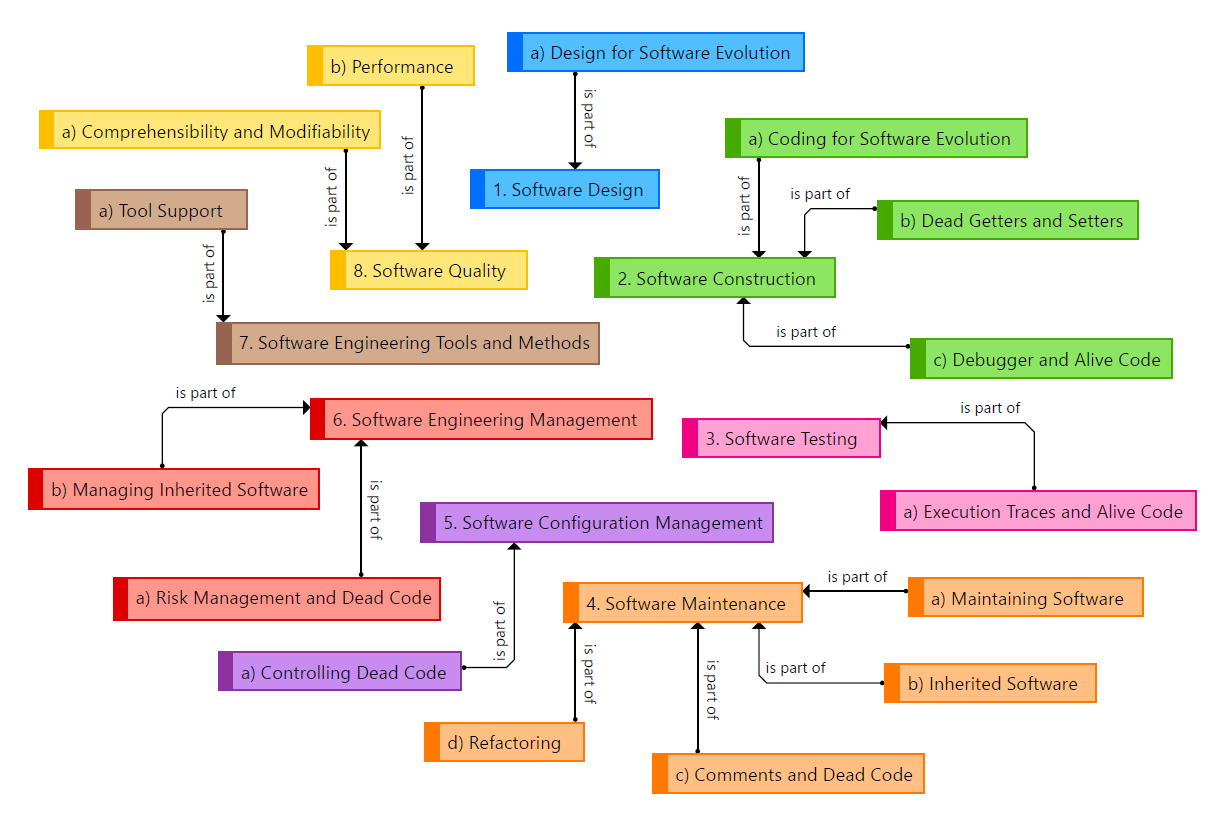 a) Design for Software Evolution
is part of
1. Software Design
b) Performance
is part of
a) Comprehensibility and Modifiability
is part of
8. Software Quality
a) Tool Support
is part of
7. Software Engineering Tools and Methods
a) Coding for Software Evolution
is part of
b) Dead Getters and Setters
is part of
2. Software Construction
is part of
c) Debugger and Alive Code
is part of
6. Software Engineering Management
b) Managing Inherited Software
is part of
a) Risk Management and Dead Code
3. Software Testing
is part of
a) Execution Traces and Alive Code
5. Software Configuration Management
is part of
a) Controlling Dead Code
4. Software Maintenance
is part of
a) Maintaining Software
is part of
b) Inherited Software
is part of
d) Refactoring
is part of
c) Comments and Dead Code